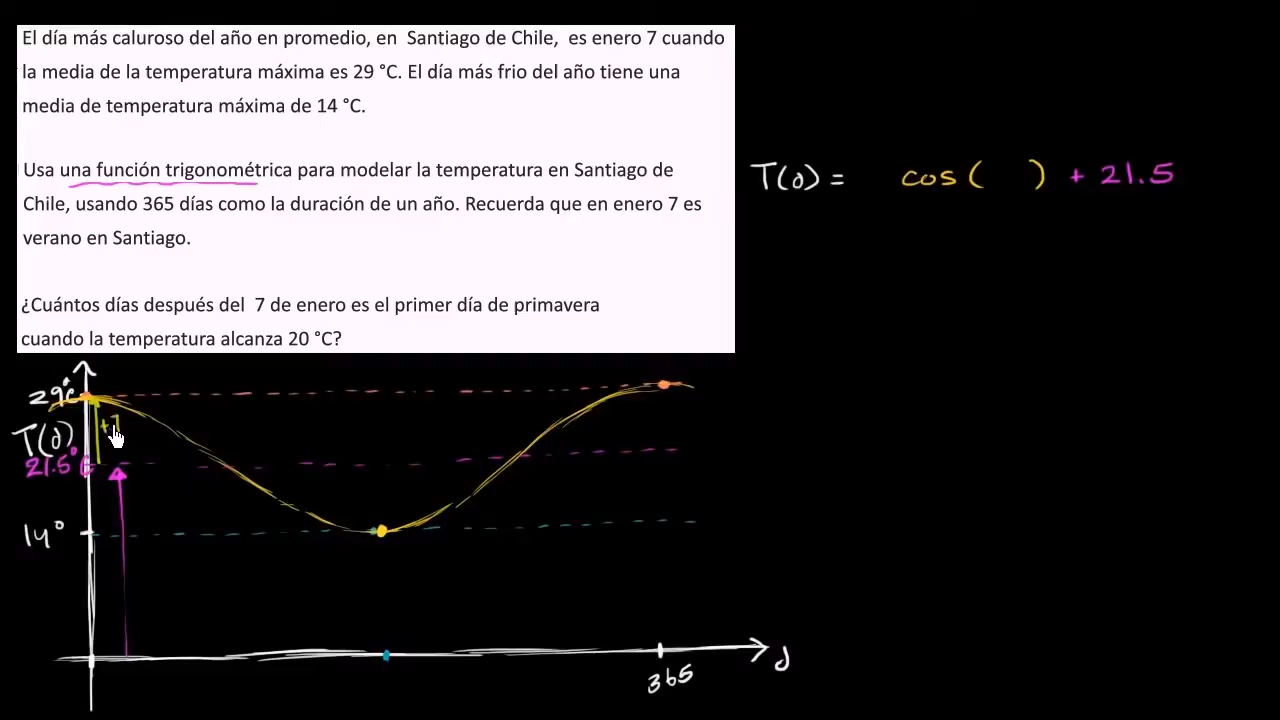 El día más caluroso del año en promedio, en Santiago de Chile, es enero 7 cuando
la media de la temperatura máxima es 29 °C. El día más frio del año tiene una
media de temperatura máxima de 14 °C.
Usa una función trigonométrica para modelar la temperatura en Santiago de
Chile, usando 365 días como la duración de un año. Recuerda que en enero 7 es
verano en Santiago.
¿Cuántos días después del 7 de enero es el primer día de primavera
cuando la temperatura alcanza 20 °C?
T(d) = cos( ) + 21.5
29°C
+7
T(d)
21.5°C
14°
365
d